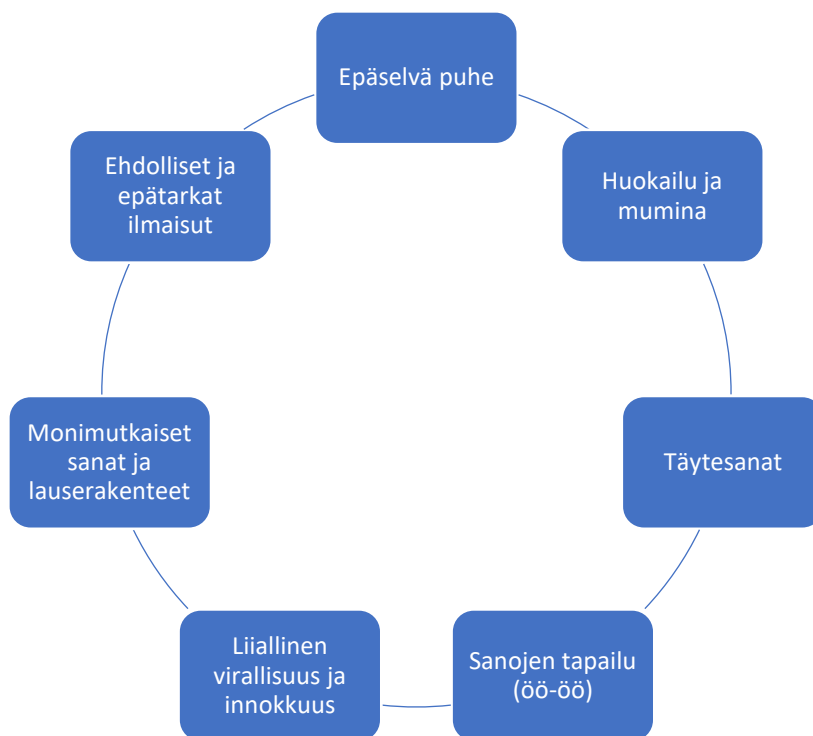 Epäselvä puhe
Huokailu ja
mumina
Täytesanat
Sanojen tapailu
(öö-öö)
Liiallinen
virallisuus ja
innokkuus
Monimutkaiset
sanat ja
lauserakenteet
Ehdolliset ja
epätarkat
ilmaisut